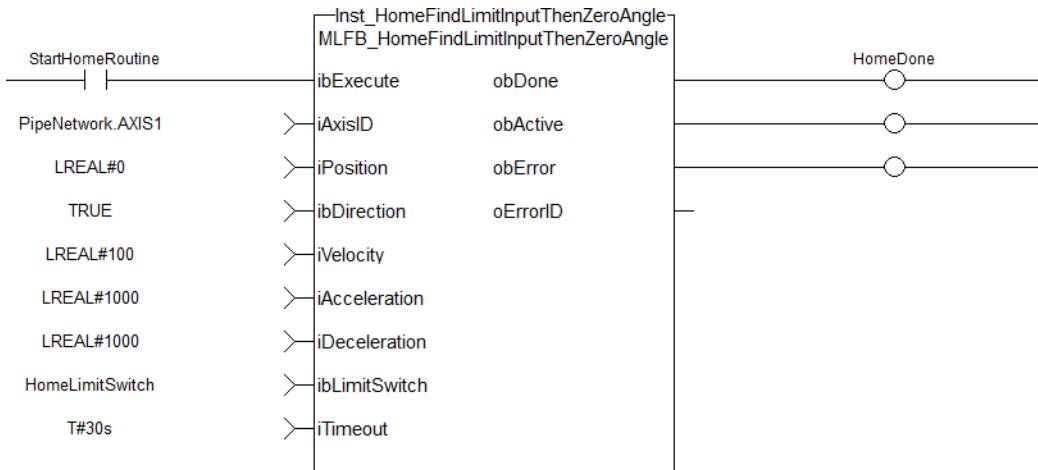 Inst_HomeFindLimitInputThenZeroAngle
MLFB_HomeFindLimitInputThenZeroAngle
StartHomeRoutine
HomeDone
ibExecute obDone
PipeNetwork.AXIS1 iAxisID obActive
LREAL#0 iPosition obError
TRUE ibDirection oErrorID
LREAL#100 iVelocity
LREAL#1000 iAcceleration
LREAL#1000 iDeceleration
HomeLimitSwitch ibLimitSwitch
T#30s iTimeout